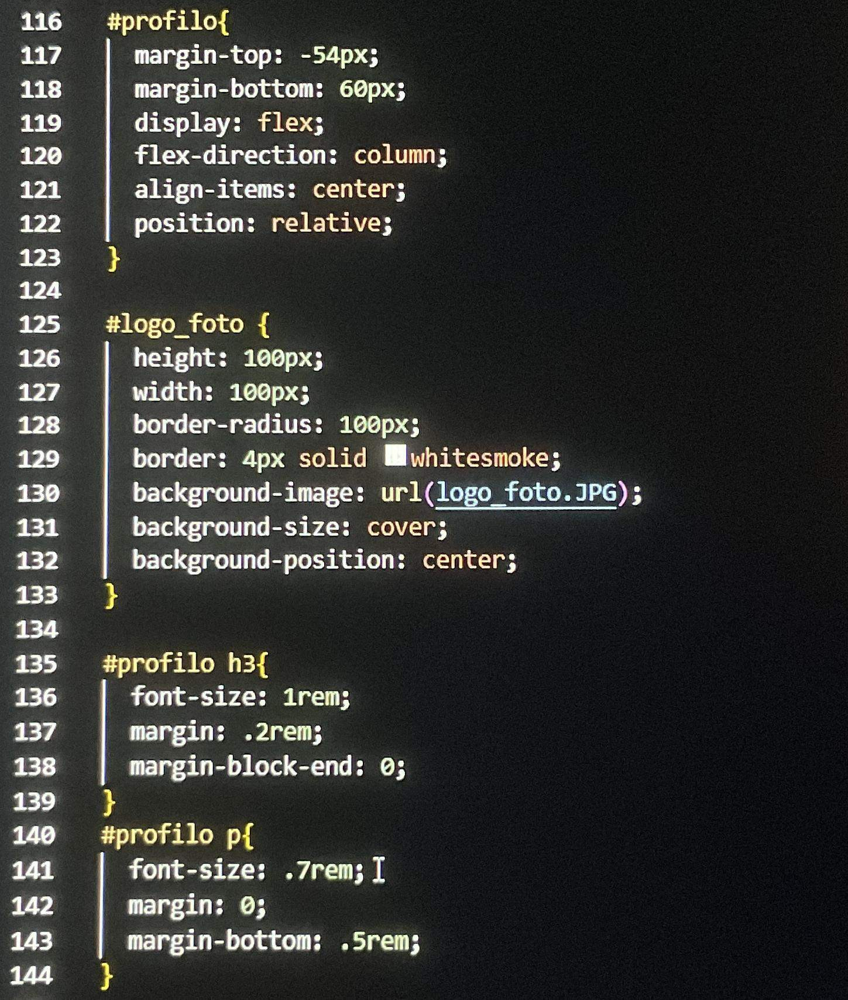 116 #profilo{
117 margin-top: -54px;
118 margin-bottom: 60px;
119 display: flex;
120 flex-direction: column;
121 align-items: center;
122 position: relative;
123 }
124
125 #logo_foto {
126 height: 100px;
127 width: 100px;
128 border-radius: 100px;
129 border: 4px solid whitesmoke;
130 background-image: url(logo_foto.JPG);
131 background-size: cover;
132 background-position: center;
133 }
134
135 #profilo h3{
136 font-size: 1rem;
137 margin: .2rem;
138 margin-block-end: 0;
139 }
140 #profilo p{
141 font-size: .7rem;
142 margin: 0;
143 margin-bottom: .5rem;
144 }